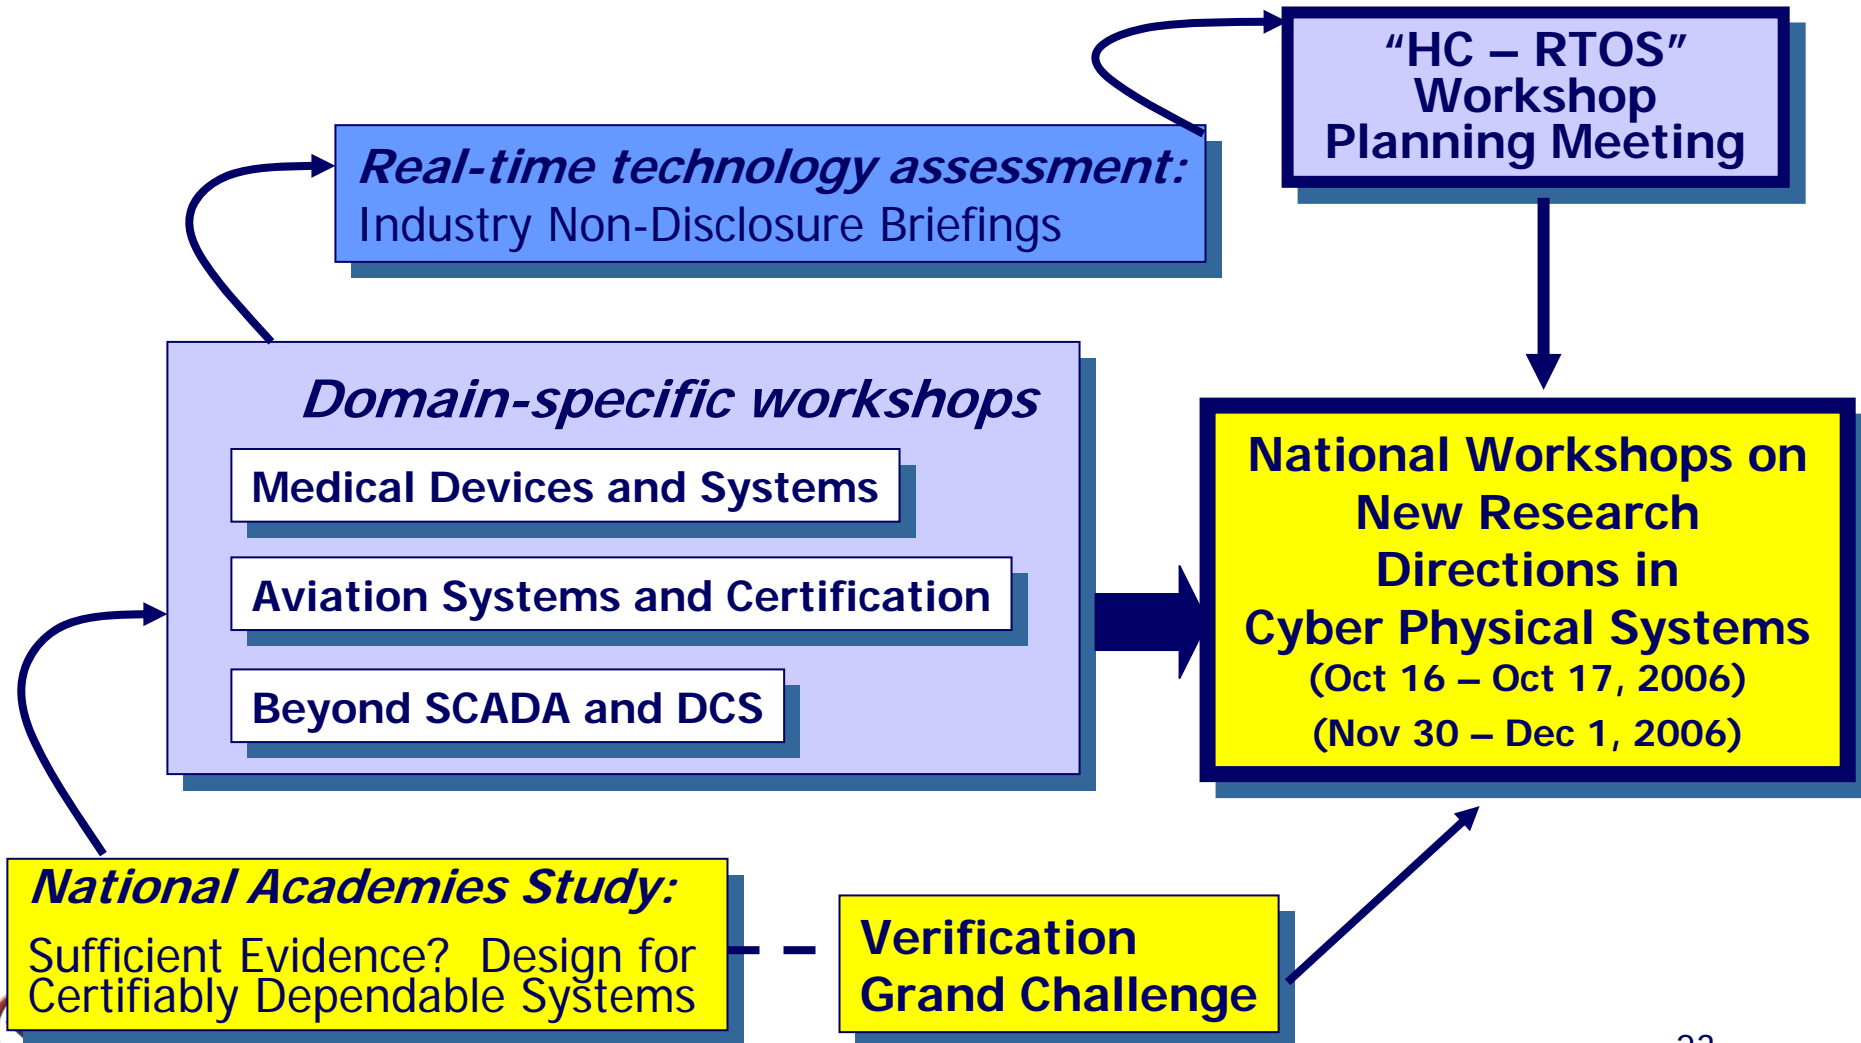 “HC – RTOS”
Workshop
Planning Meeting
Real-time technology assessment:
Industry Non-Disclosure Briefings
Domain-specific workshops
Medical Devices and Systems
Aviation Systems and Certification
Beyond SCADA and DCS
National Workshops on
New Research
Directions in
Cyber Physical Systems
(Oct 16 – Oct 17, 2006)
(Nov 30 – Dec 1, 2006)
National Academies Study:
Sufficient Evidence? Design for
Certifiably Dependable Systems
Verification
Grand Challenge